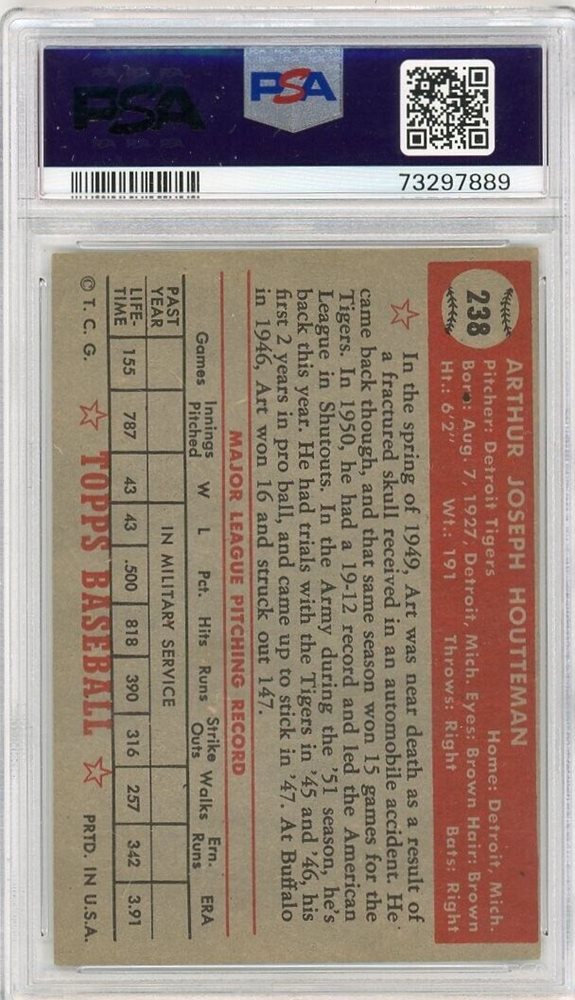 PSA
PSA
73297889
238
ARTHUR JOSEPH HOUTTEMAN
Pitcher: Detroit Tigers Home: Detroit, Mich.
Born: Aug. 7, 1927, Detroit, Mich. Eyes: Brown Hair: Brown
Ht.: 6'2" Wt.: 191 Throws: Right Bats: Right
In the spring of 1949, Art was near death as a result of
a fractured skull received in an automobile accident. He
came back though, and that same season won 15 games for the
Tigers. In 1950, he had a 19-12 record and led the American
League in Shutouts. In the Army during the '51 season, he's
back this year. He had trials with the Tigers in '45 and '46, his
first 2 years in pro ball, and came up to stick in '47. At Buffalo
in 1946, Art won 16 and struck out 147.
MAJOR LEAGUE PITCHING RECORD
Games Innings Pitched W L Pct. Hits Runs Strike Outs Walks Ern. Runs ERA
PAST YEAR IN MILITARY SERVICE
LIFE-TIME 155 787 43 43 .500 818 390 316 257 342 3.91
© T. C. G. TOPPS BASEBALL PRTD. IN U.S.A.